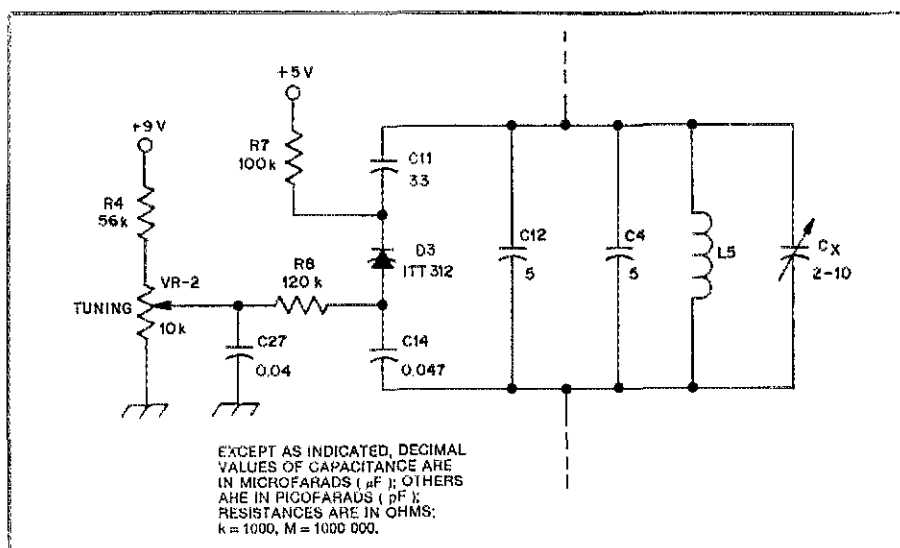 +5V
+9V
R7
100k
C11
33
R4
56k
D3
ITT 312
C12
5
C4
5
L5
CX
2-10
R8
120k
VR-2
TUNING
10k
C27
0.04
C14
0.047
EXCEPT AS INDICATED, DECIMAL
VALUES OF CAPACITANCE ARE
IN MICROFARADS ( µF ); OTHERS
ARE IN PICOFARADS ( pF );
RESISTANCES ARE IN OHMS;
k = 1000, M = 1000 000.